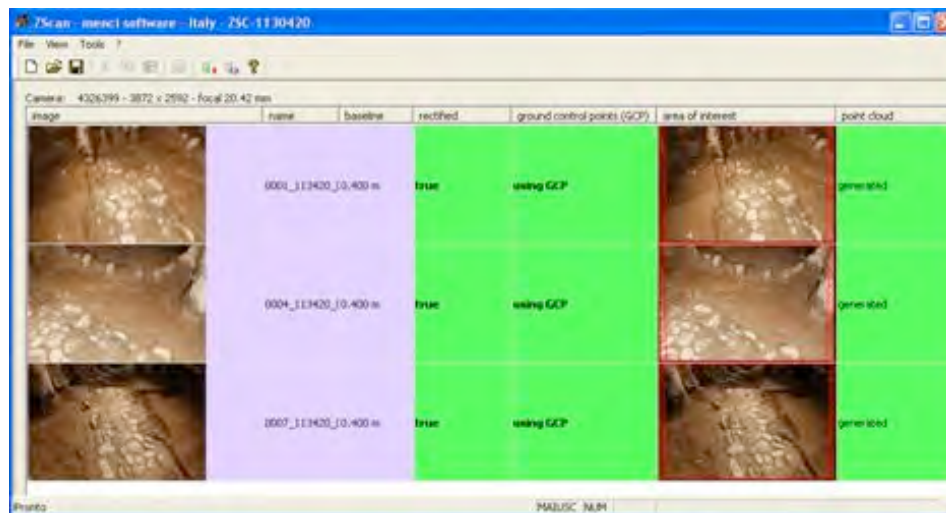 ZScan - menci software - Italy - ZSC-1130420
File View Tools ?
Camera: 4326399 - 3872 x 2592 - focal 20.42 mm
image name baseline rectified ground control points (GCP) area of interest point cloud
0001_113420_ 0.400 m true using GCP generated
0004_113420_ 0.400 m true using GCP generated
0007_113420_ 0.400 m true using GCP generated
Pronto MAIUSC NUM